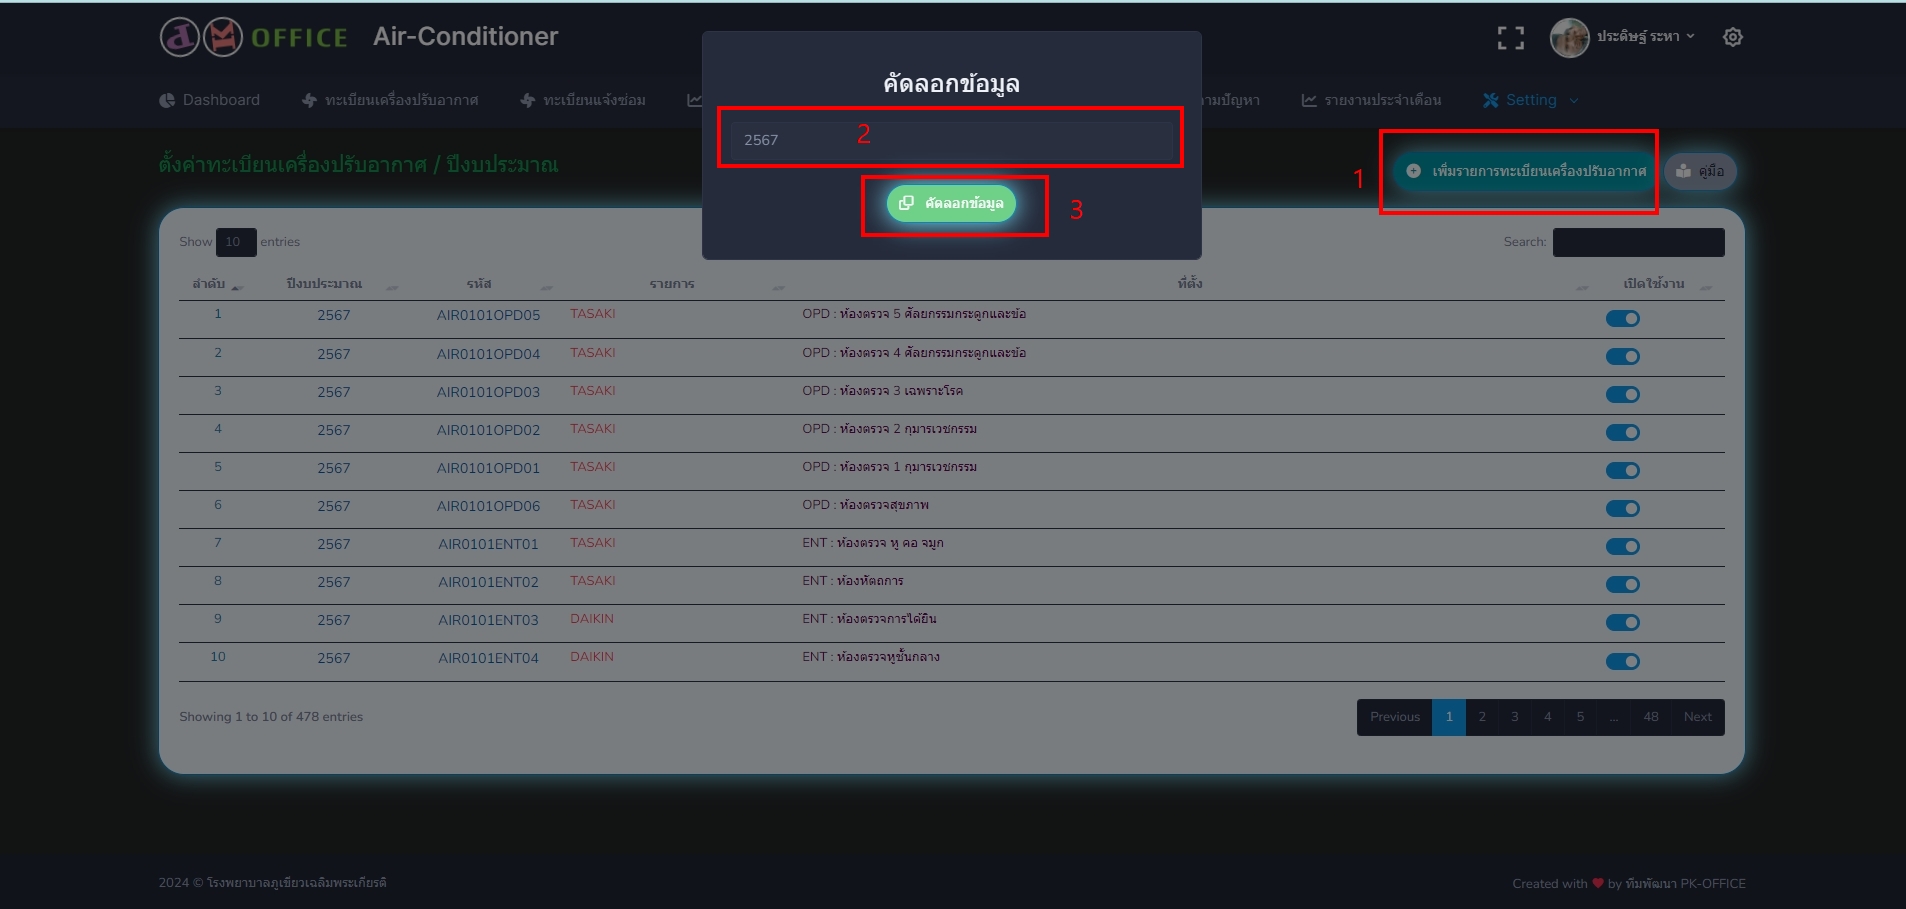 OFFICE Air-Conditioner
ประดิษฐ์ ระหา
Dashboard ทะเบียนเครื่องปรับอากาศ ทะเบียนแจ้งซ่อม ามปัญหา รายงานประจำเดือน Setting
คัดลอกข้อมูล
2567 2
คัดลอกข้อมูล 3
ตั้งค่าทะเบียนเครื่องปรับอากาศ / ปีงบประมาณ
1 เพิ่มรายการทะเบียนเครื่องปรับอากาศ คู่มือ
Show 10 entries Search:
ลำดับ ปีงบประมาณ รหัส รายการ ที่ตั้ง เปิดใช้งาน
1 2567 AIR0101OPD05 TASAKI OPD : ห้องตรวจ 5 ศัลยกรรมกระดูกและข้อ
2 2567 AIR0101OPD04 TASAKI OPD : ห้องตรวจ 4 ศัลยกรรมกระดูกและข้อ
3 2567 AIR0101OPD03 TASAKI OPD : ห้องตรวจ 3 เฉพราะโรค
4 2567 AIR0101OPD02 TASAKI OPD : ห้องตรวจ 2 กุมารเวชกรรม
5 2567 AIR0101OPD01 TASAKI OPD : ห้องตรวจ 1 กุมารเวชกรรม
6 2567 AIR0101OPD06 TASAKI OPD : ห้องตรวจสุขภาพ
7 2567 AIR0101ENT01 TASAKI ENT : ห้องตรวจ หู คอ จมูก
8 2567 AIR0101ENT02 TASAKI ENT : ห้องหัตถการ
9 2567 AIR0101ENT03 DAIKIN ENT : ห้องตรวจการได้ยิน
10 2567 AIR0101ENT04 DAIKIN ENT : ห้องตรวจหูชั้นกลาง
Showing 1 to 10 of 478 entries Previous 1 2 3 4 5 ... 48 Next
2024 © โรงพยาบาลภูเขียวเฉลิมพระเกียรติ Created with ❤ by ทีมพัฒนา PK-OFFICE